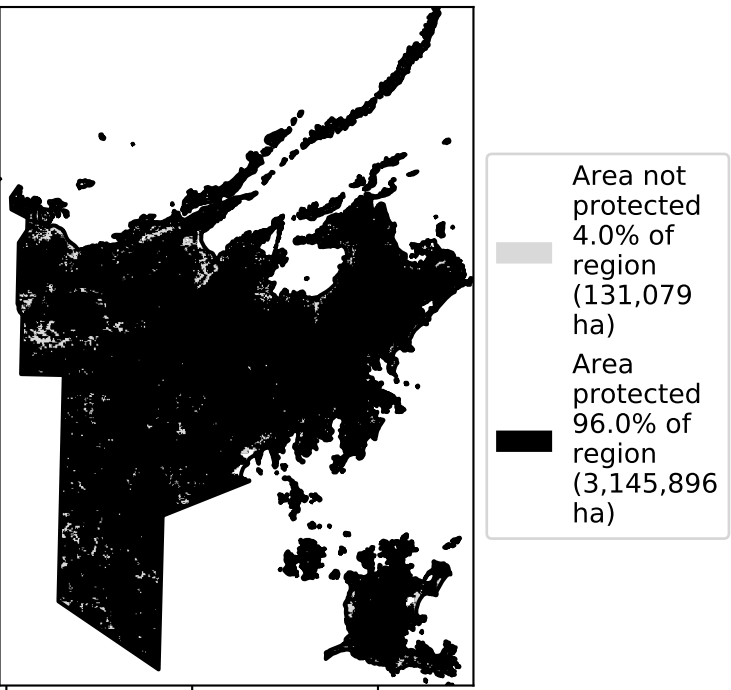 Area not
protected
4.0% of
region
(131,079
ha)
Area
protected
96.0% of
region
(3,145,896
ha)